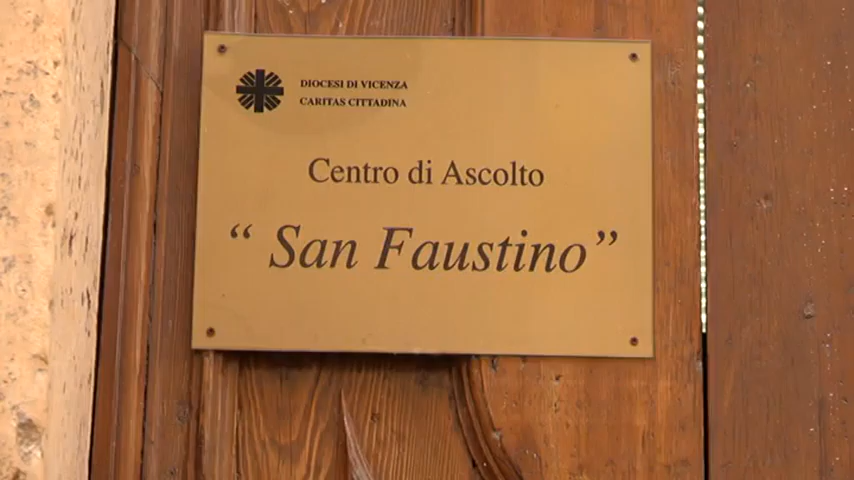 DIOCESI DI VICENZA
CARITAS CITTADINA
Centro di Ascolto
“ San Faustino”